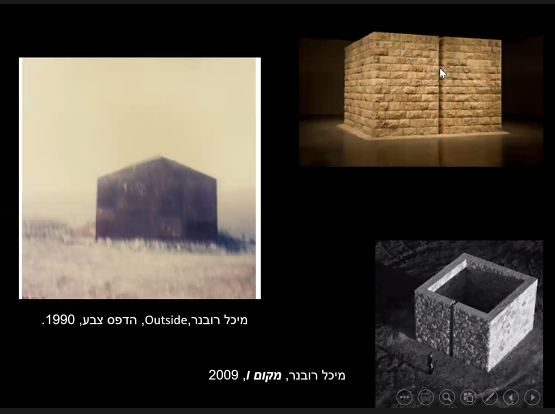 מיכל רובנר,Outside, הדפס צבע, 1990.
מיכל רובנר, מקום I, 2009